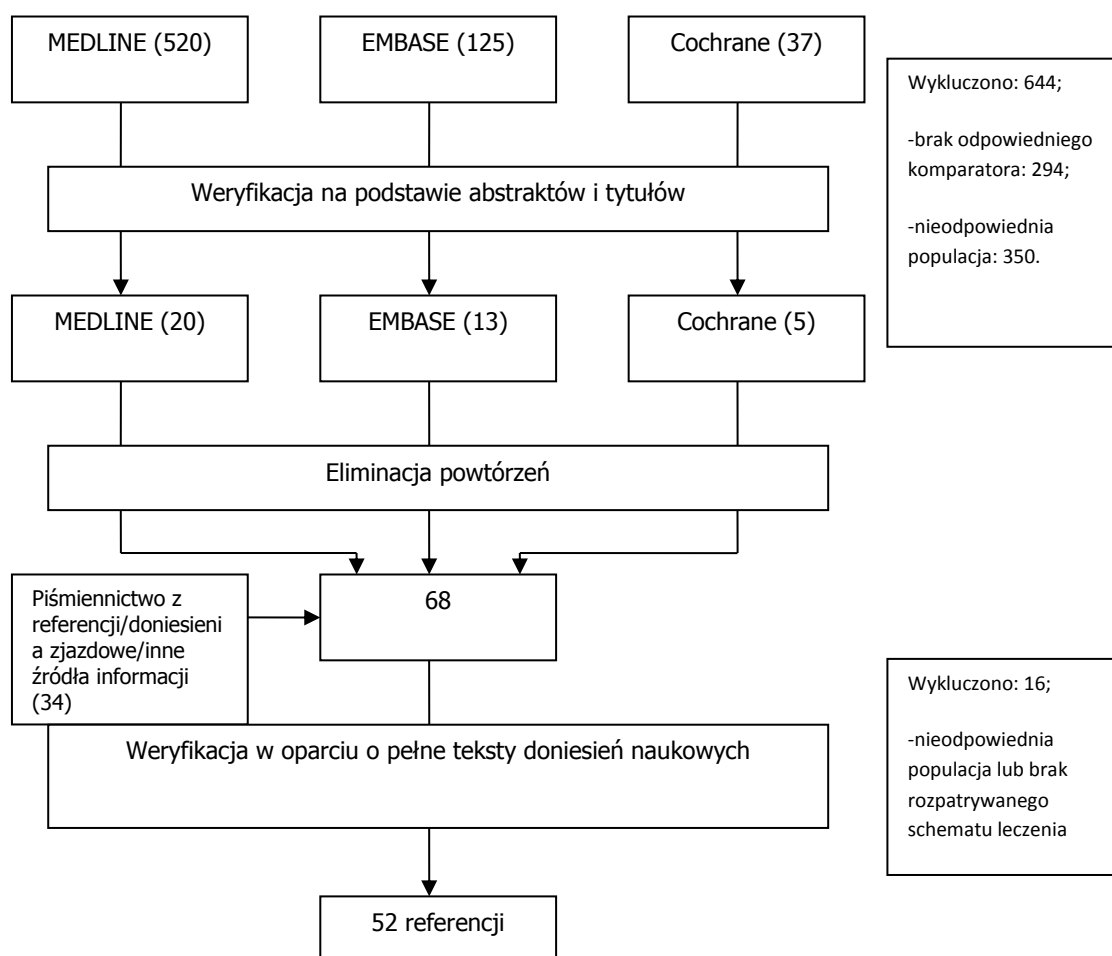 MEDLINE (520)
EMBASE (125)
Cochrane (37)
Wykluczono: 644;
-brak odpowiedniego
komparatora: 294;
-nieodpowiednia
populacja: 350.
Weryfikacja na podstawie abstraktów i tytułów
MEDLINE (20)
EMBASE (13)
Cochrane (5)
Eliminacja powtórzeń
Piśmiennictwo z
referencji/doniesieni
a zjazdowe/inne
źródła informacji
(34)
68
Wykluczono: 16;
-nieodpowiednia
populacja lub brak
rozpatrywanego
schematu leczenia
Weryfikacja w oparciu o pełne teksty doniesień naukowych
52 referencji